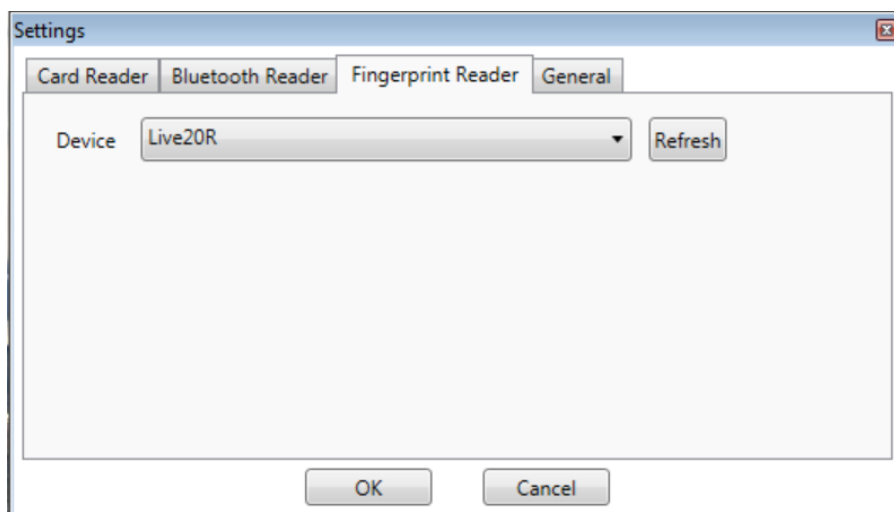 Settings
Card Reader Bluetooth Reader Fingerprint Reader General
Device Live20R Refresh
OK Cancel